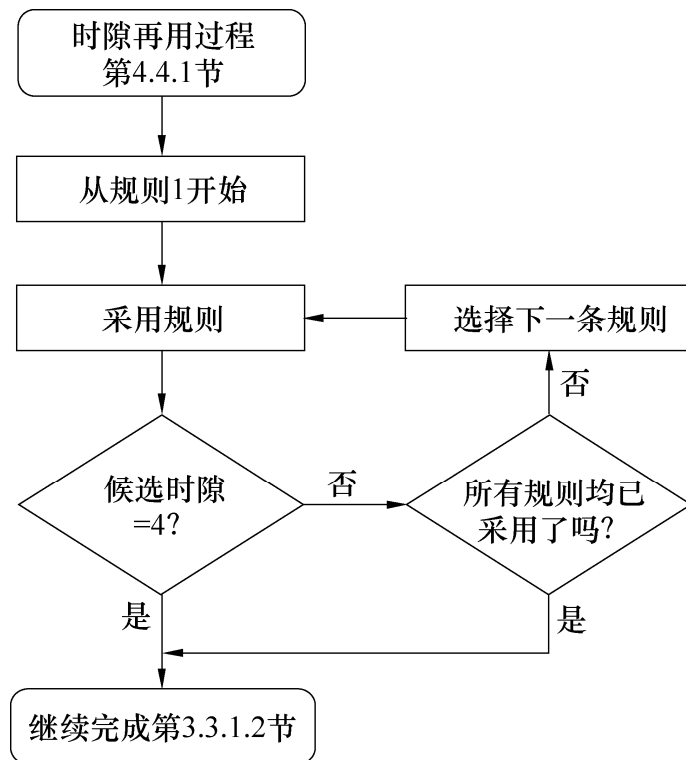 时隙再用过程
第4.4.1节
从规则1开始
采用规则
选择下一条规则
否
候选时隙
=4?
否
所有规则均已
采用了吗?
是
是
继续完成第3.3.1.2节